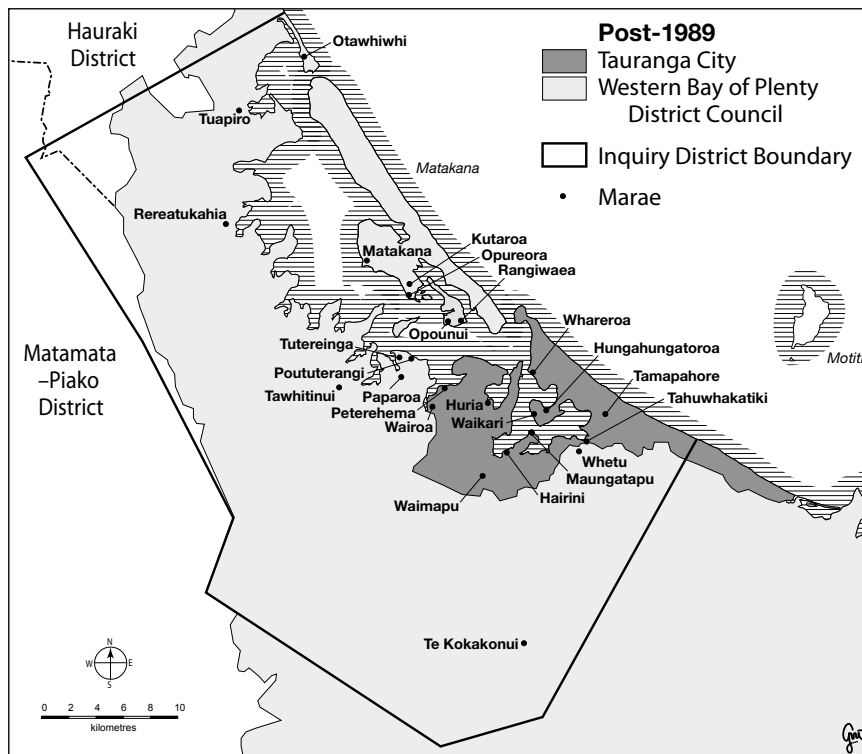 Hauraki
District
Otawhiwhi
Post-1989
Tauranga City
Western Bay of Plenty
District Council
Inquiry District Boundary
Marae
Tuapiro
Matakana
Rereatukahia
Matakana
Kutaroa
Opureora
Rangiwaea
Opounui
Whareroa
Hungahungatoroa
Motiti
Matamata
–Piako
District
Tutereinga
Poututerangi
Tawhitinui
Paparoa
Peterehema
Wairoa
Huria
Waikari
Tamapahore
Tahuwhakatiki
Whetu
Maungatapu
Hairini
Waimapu
Te Kokakonui
N
W E
S
0 2 4 6 8 10
kilometres